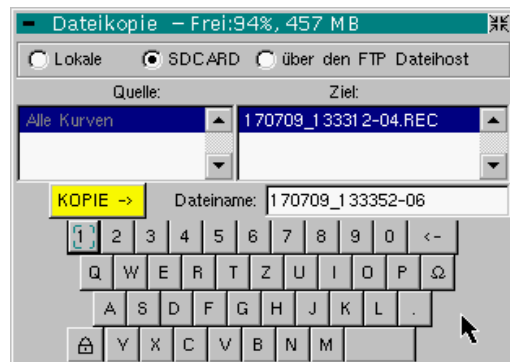 Dateikopie – Frei:94%, 457 MB
Lokale SDCARD über den FTP Dateihost
Quelle: Ziel:
Alle Kurven 170709_133312-04.REC
KOPIE -> Dateiname: 170709_133352-06
1 2 3 4 5 6 7 8 9 0 <-
Q W E R T Z U I O P Ω
A S D F G H J K L .
Y X C V B N M